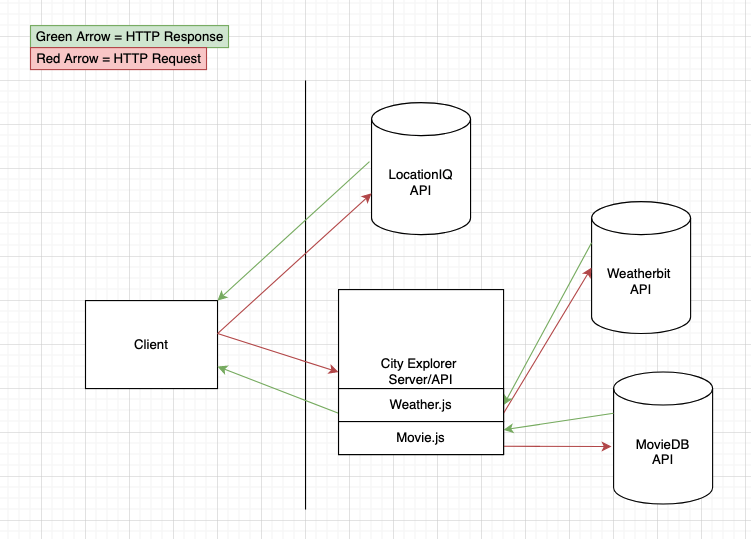 Green Arrow = HTTP Response
Red Arrow = HTTP Request
LocationIQ
API
Weatherbit
API
Client
City Explorer
Server/API
Weather.js
Movie.js
MovieDB
API